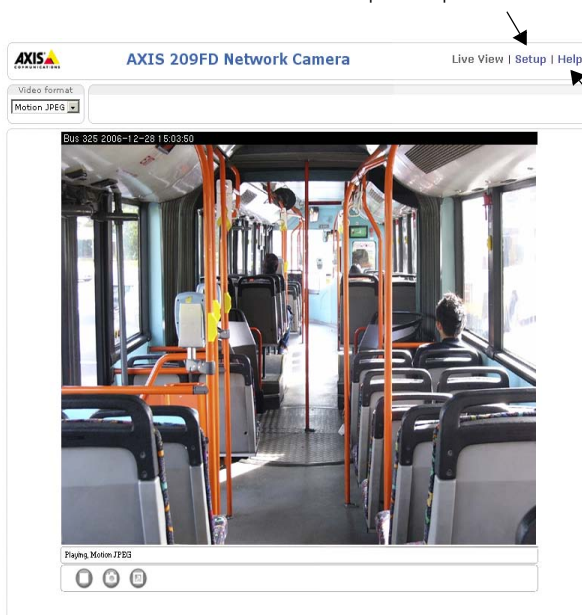 AXIS
COMMUNICATIONS
AXIS 209FD Network Camera
Live View | Setup | Help
Video format
Motion JPEG
Bus 325 2006-12-28 15:03:50
Playing, Motion JPEG